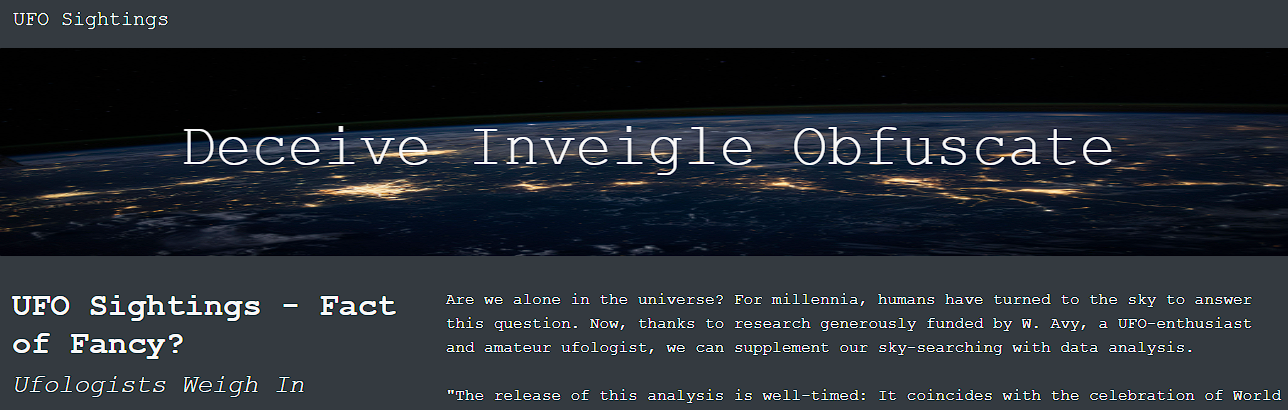 UFO Sightings
Deceive Inveigle Obfuscate
UFO Sightings - Fact
of Fancy?
Ufologists Weigh In
Are we alone in the universe? For millennia, humans have turned to the sky to answer
this question. Now, thanks to research generously funded by W. Avy, a UFO-enthusiast
and amateur ufologist, we can supplement our sky-searching with data analysis.
"The release of this analysis is well-timed: It coincides with the celebration of World